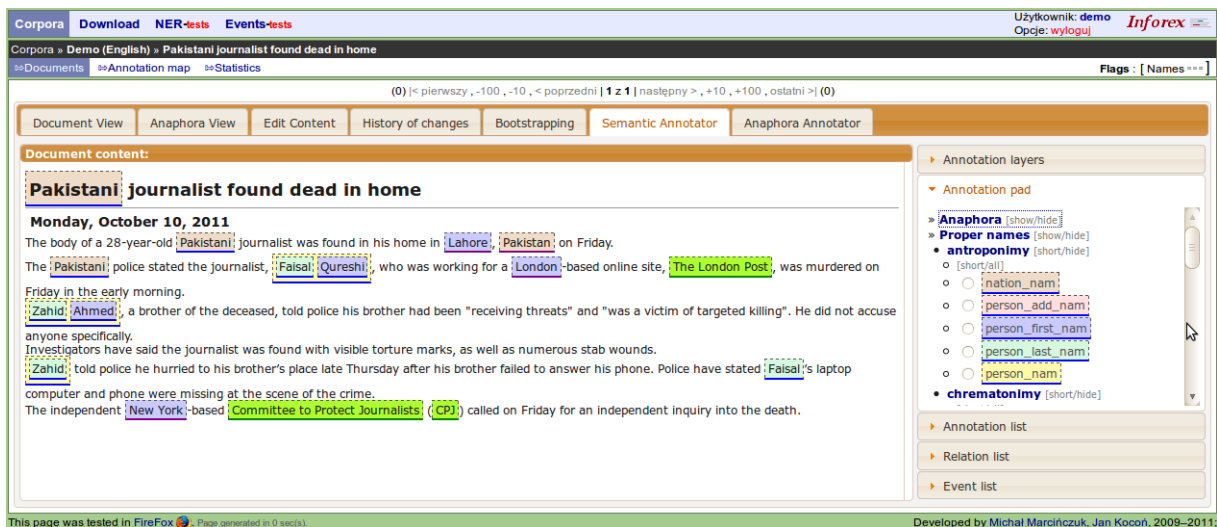 Corpora Download NER-tests Events-tests
Użytkownik: demo
Opcje: wyloguj
Inforex
Corpora » Demo (English) » Pakistani journalist found dead in home
Documents Annotation map Statistics
Flags : [ Names ]
(0) |< pierwszy , -100 , -10 , < poprzedni | 1 z 1 | następny > , +10 , +100 , ostatni >| (0)
Document View Anaphora View Edit Content History of changes Bootstrapping Semantic Annotator Anaphora Annotator
Document content:
Pakistani journalist found dead in home
Monday, October 10, 2011
The body of a 28-year-old Pakistani journalist was found in his home in Lahore, Pakistan on Friday.
The Pakistani police stated the journalist, Faisal Qureshi, who was working for a London-based online site, The London Post, was murdered on
Friday in the early morning.
Zahid Ahmed, a brother of the deceased, told police his brother had been "receiving threats" and "was a victim of targeted killing". He did not accuse
anyone specifically.
Investigators have said the journalist was found with visible torture marks, as well as numerous stab wounds.
Zahid told police he hurried to his brother's place late Thursday after his brother failed to answer his phone. Police have stated Faisal's laptop
computer and phone were missing at the scene of the crime.
The independent New York-based Committee to Protect Journalists (CPJ) called on Friday for an independent inquiry into the death.
Annotation layers
Annotation pad
» Anaphora [show/hide]
» Proper names [show/hide]
antroponimy [short/hide]
[short/all]
nation_nam
person_add_nam
person_first_nam
person_last_nam
person_nam
chrematonimy [short/hide]
Annotation list
Relation list
Event list
This page was tested in FireFox. Page generated in 0 sec(s).
Developed by Michał Marcińczuk, Jan Kocoń, 2009–2011